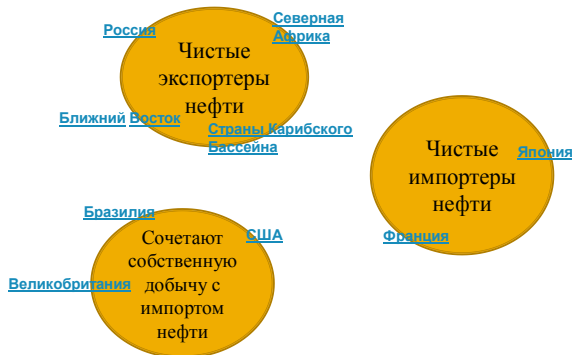 Россия
Северная
Африка
Чистые
экспортеры
нефти
Ближний Восток
Страны Карибского
Бассейна
Чистые
импортеры
нефти
Япония
Франция
Бразилия
США
Сочетают
собственную
добычу с
импортом
нефти
Великобритания